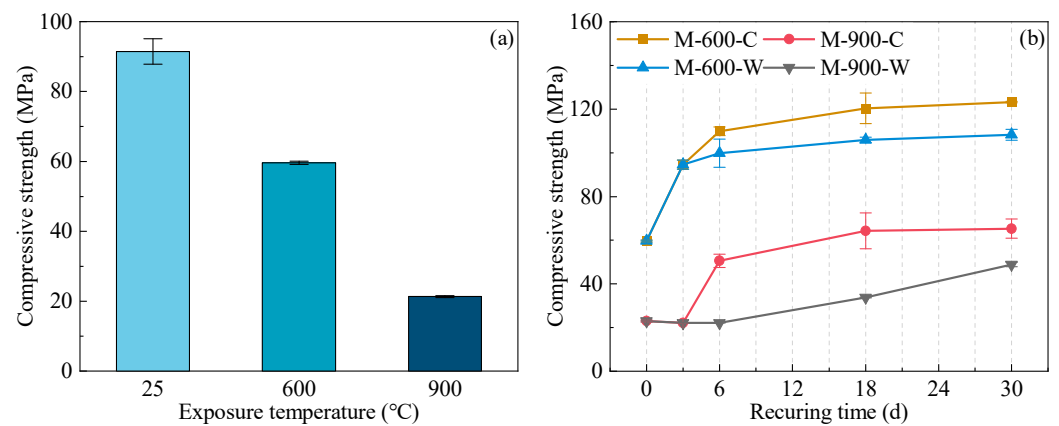 (a)
Compressive strength (MPa)
100
80
60
40
20
0
25 600 900
Exposure temperature (℃)
(b)
M-600-C M-900-C
M-600-W M-900-W
Compressive strength (MPa)
160
120
80
40
0
0 6 12 18 24 30
Recuring time (d)